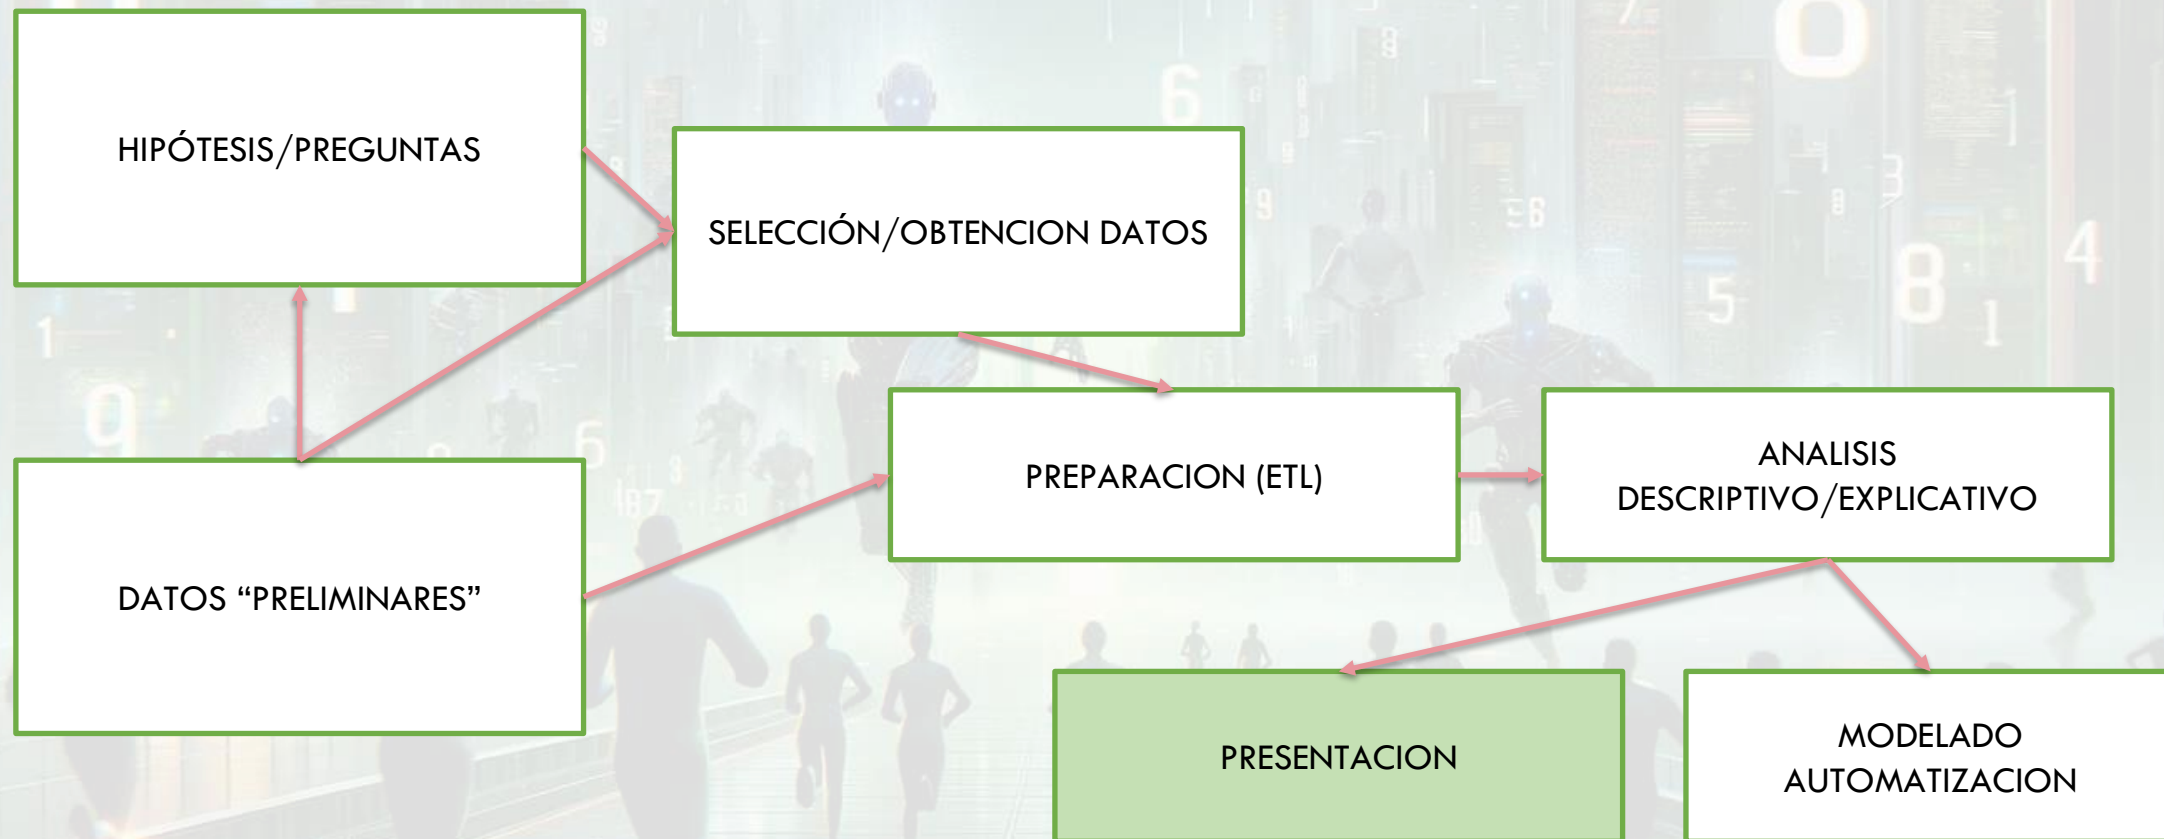 HIPÓTESIS/PREGUNTAS
SELECCIÓN/OBTENCION DATOS
DATOS “PRELIMINARES”
PREPARACION (ETL)
ANALISIS
DESCRIPTIVO/EXPLICATIVO
PRESENTACION
MODELADO
AUTOMATIZACION